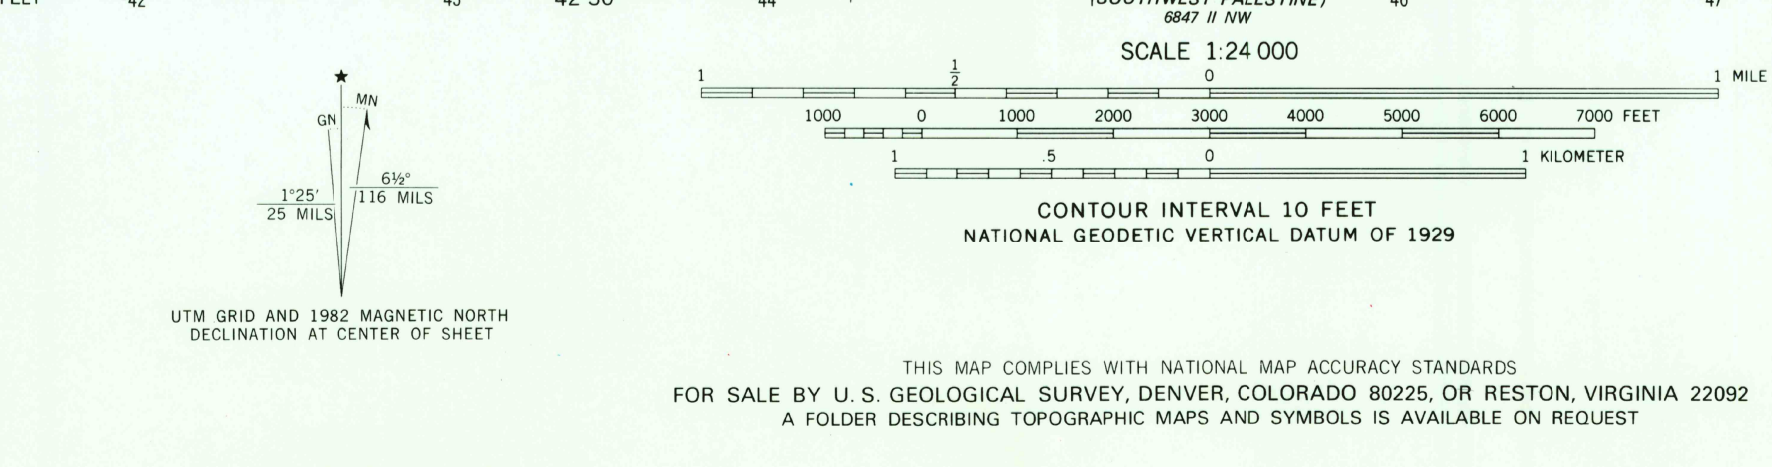 6847 II NW
SCALE 1:24 000
1 1/2 0 1 MILE
1000 0 1000 2000 3000 4000 5000 6000 7000 FEET
1 .5 0 1 KILOMETER
CONTOUR INTERVAL 10 FEET
NATIONAL GEODETIC VERTICAL DATUM OF 1929
★
MN
GN
1°25′
25 MILS
6½°
116 MILS
UTM GRID AND 1982 MAGNETIC NORTH
DECLINATION AT CENTER OF SHEET
THIS MAP COMPLIES WITH NATIONAL MAP ACCURACY STANDARDS
FOR SALE BY U. S. GEOLOGICAL SURVEY, DENVER, COLORADO 80225, OR RESTON, VIRGINIA 22092
A FOLDER DESCRIBING TOPOGRAPHIC MAPS AND SYMBOLS IS AVAILABLE ON REQUEST